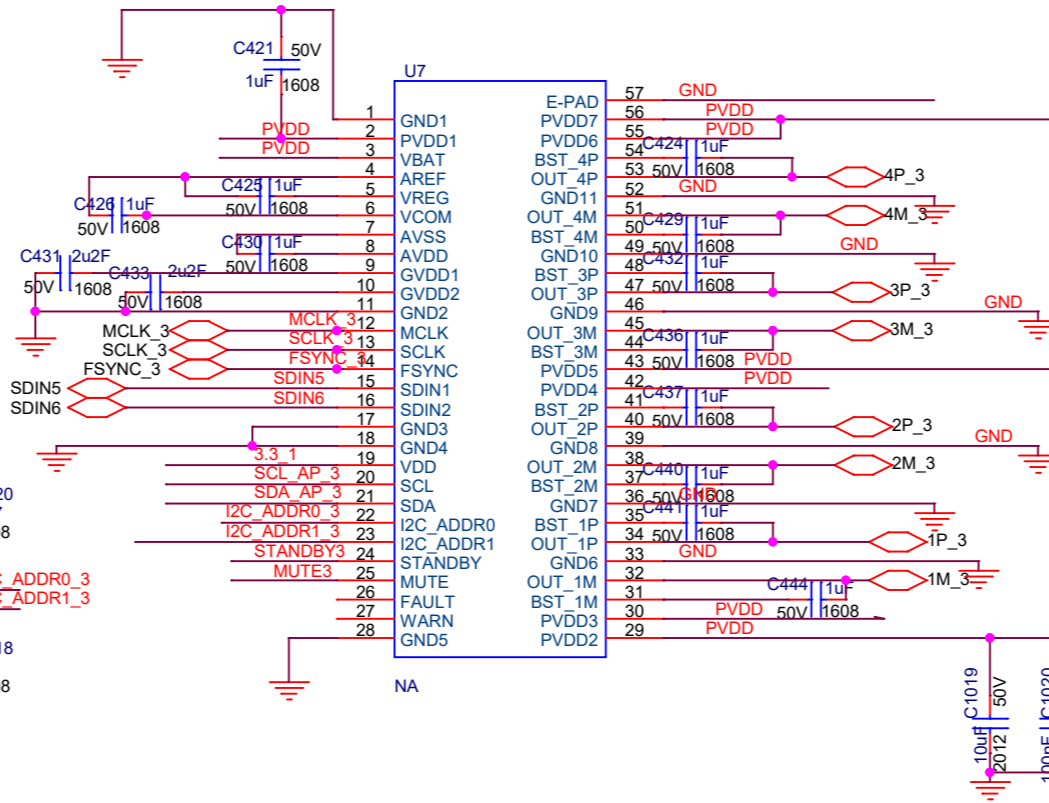 C421 50V
1uF 1608
U7
NA
PVDD 1 GND1
PVDD 2 PVDD1
3 VBAT
4 AREF
C425 1uF 5 VREG
50V 1608
C426 1uF 6 VCOM
50V 1608
7 AVSS
C430 1uF 8 AVDD
50V 1608
C431 2u2F 9 GVDD1
50V 1608
C433 2u2F 10 GVDD2
50V 1608
11 GND2
MCLK_3 MCLK_3 12 MCLK
SCLK_3 SCLK_3 13 SCLK
FSYNC_3 FSYNC_3 14 FSYNC
SDIN5 SDIN5 15 SDIN1
SDIN6 SDIN6 16 SDIN2
17 GND3
18 GND4
3.3_1 19 VDD
SCL_AP_3 20 SCL
SDA_AP_3 21 SDA
I2C_ADDR0_3 22 I2C_ADDR0
I2C_ADDR1_3 23 I2C_ADDR1
STANDBY3 24 STANDBY
MUTE3 25 MUTE
26 FAULT
27 WARN
28 GND5
E-PAD 57 GND
PVDD7 56 PVDD
PVDD6 55 PVDD
BST_4P 54 C424 1uF
50V 1608
OUT_4P 53 4P_3
GND11 52 GND
OUT_4M 51 4M_3
BST_4M 50 C429 1uF
50V 1608
GND10 49 GND
BST_3P 48 C432 1uF
50V 1608
OUT_3P 47 3P_3
GND9 46 GND
OUT_3M 45 3M_3
BST_3M 44 C436 1uF
50V 1608
PVDD5 43 PVDD
PVDD4 42 PVDD
BST_2P 41 C437 1uF
50V 1608
OUT_2P 40 2P_3
GND8 39 GND
OUT_2M 38 2M_3
BST_2M 37 C440 1uF
50V 1608
GND7 36 GND
BST_1P 35 C441 1uF
50V 1608
OUT_1P 34 1P_3
GND6 33 GND
OUT_1M 32 1M_3
BST_1M 31 C444 1uF
50V 1608
PVDD3 30 PVDD
PVDD2 29 PVDD
20
08
C_ADDR0_3
C_ADDR1_3
18
08
C1019 50V
10uF 2012
C1020
100nF